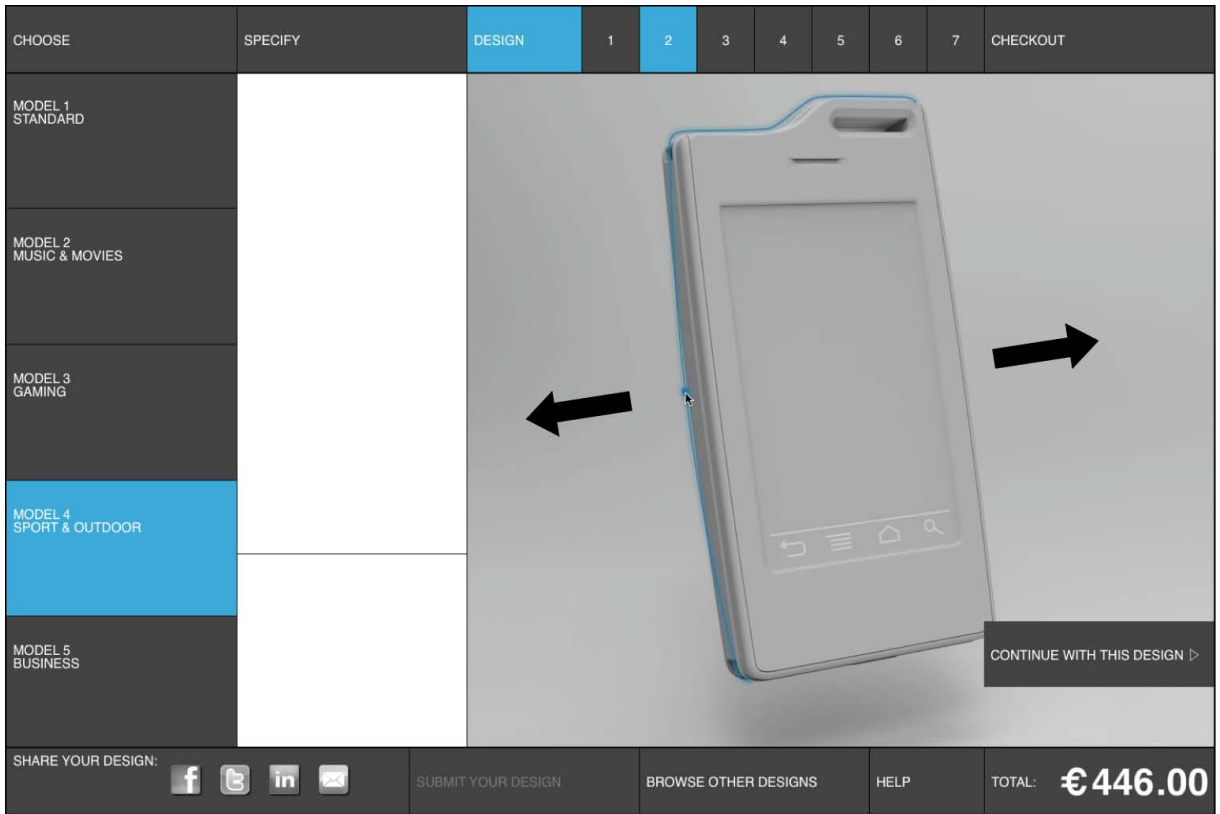 CHOOSE
SPECIFY
DESIGN
1
2
3
4
5
6
7
CHECKOUT
MODEL 1
STANDARD
MODEL 2
MUSIC & MOVIES
MODEL 3
GAMING
MODEL 4
SPORT & OUTDOOR
MODEL 5
BUSINESS
CONTINUE WITH THIS DESIGN ▷
SHARE YOUR DESIGN:
f
t
in
SUBMIT YOUR DESIGN
BROWSE OTHER DESIGNS
HELP
TOTAL: €446.00